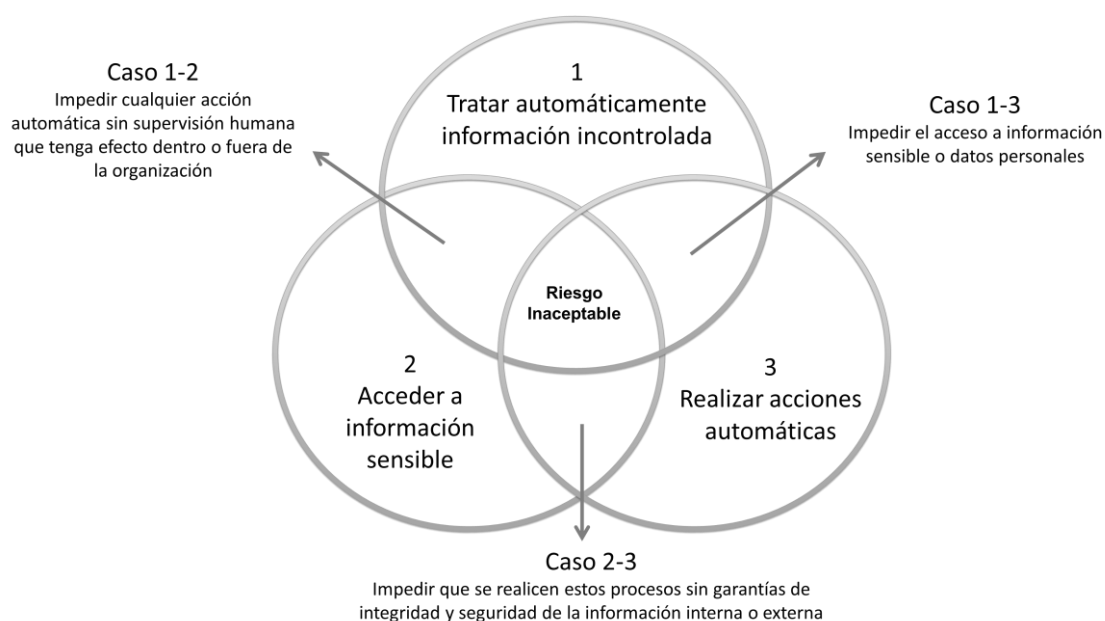 1
Tratar automáticamente
información incontrolada
Caso 1-2
Impedir cualquier acción
automática sin supervisión humana
que tenga efecto dentro o fuera de
la organización
Caso 1-3
Impedir el acceso a información
sensible o datos personales
Riesgo
Inaceptable
2
Acceder a
información
sensible
3
Realizar acciones
automáticas
Caso 2-3
Impedir que se realicen estos procesos sin garantías de
integridad y seguridad de la información interna o externa